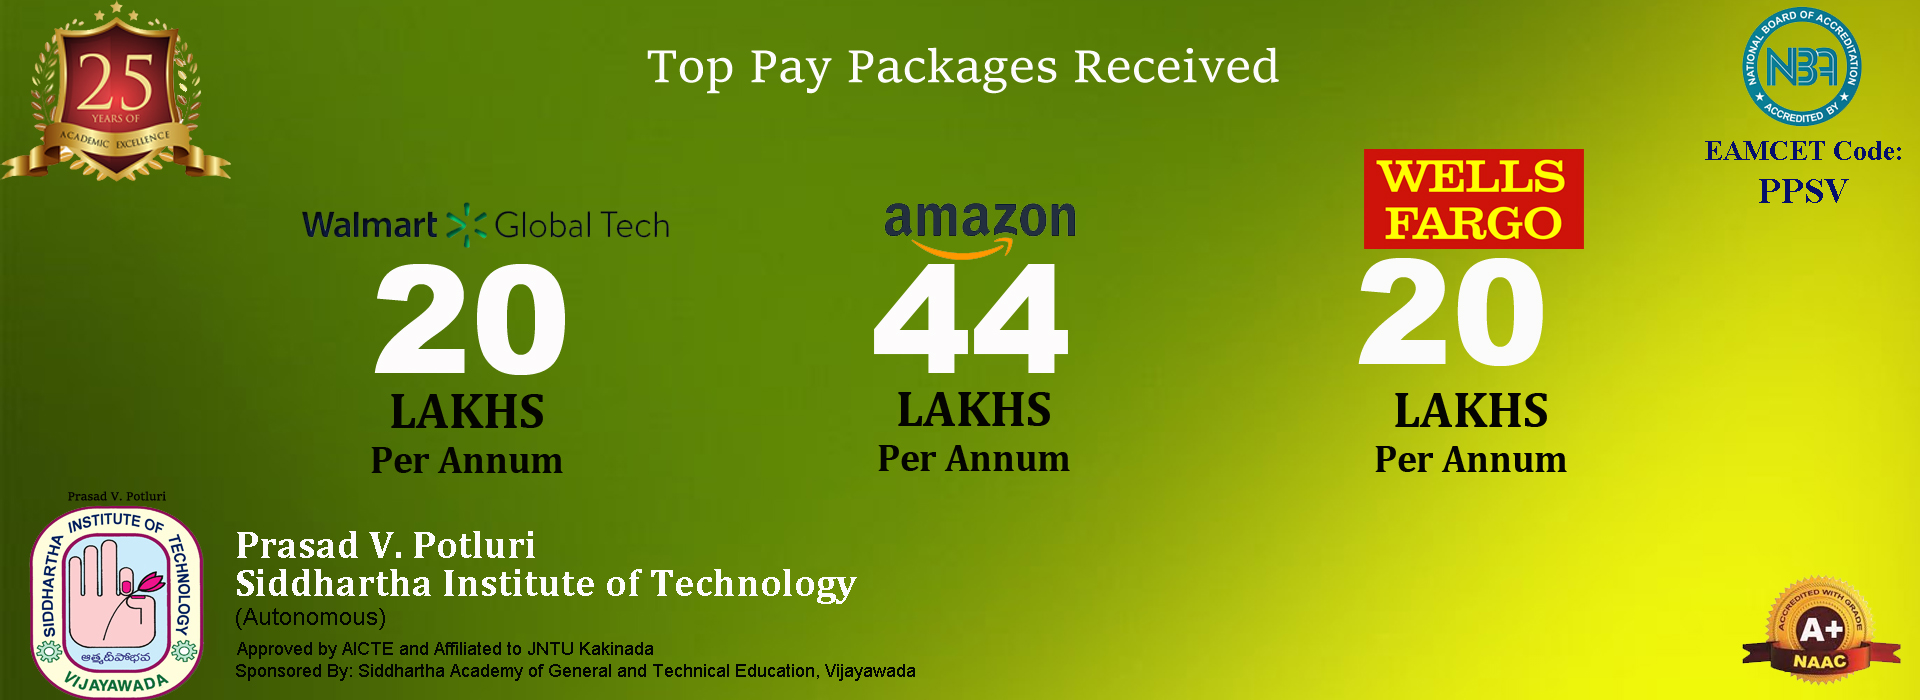 25
YEARS OF
ACADEMIC EXCELLENCE
Top Pay Packages Received
NATIONAL BOARD OF ACCREDITATION
NBA
ACCREDITED BY
EAMCET Code:
PPSV
Walmart Global Tech
20
LAKHS
Per Annum
amazon
44
LAKHS
Per Annum
WELLS
FARGO
20
LAKHS
Per Annum
Prasad V. Potluri
SIDDHARTHA INSTITUTE OF TECHNOLOGY
ఆత్మదీపోభవ
VIJAYAWADA
Prasad V. Potluri
Siddhartha Institute of Technology
(Autonomous)
Approved by AICTE and Affiliated to JNTU Kakinada
Sponsored By: Siddhartha Academy of General and Technical Education, Vijayawada
ACCREDITED WITH GRADE
A+
NAAC